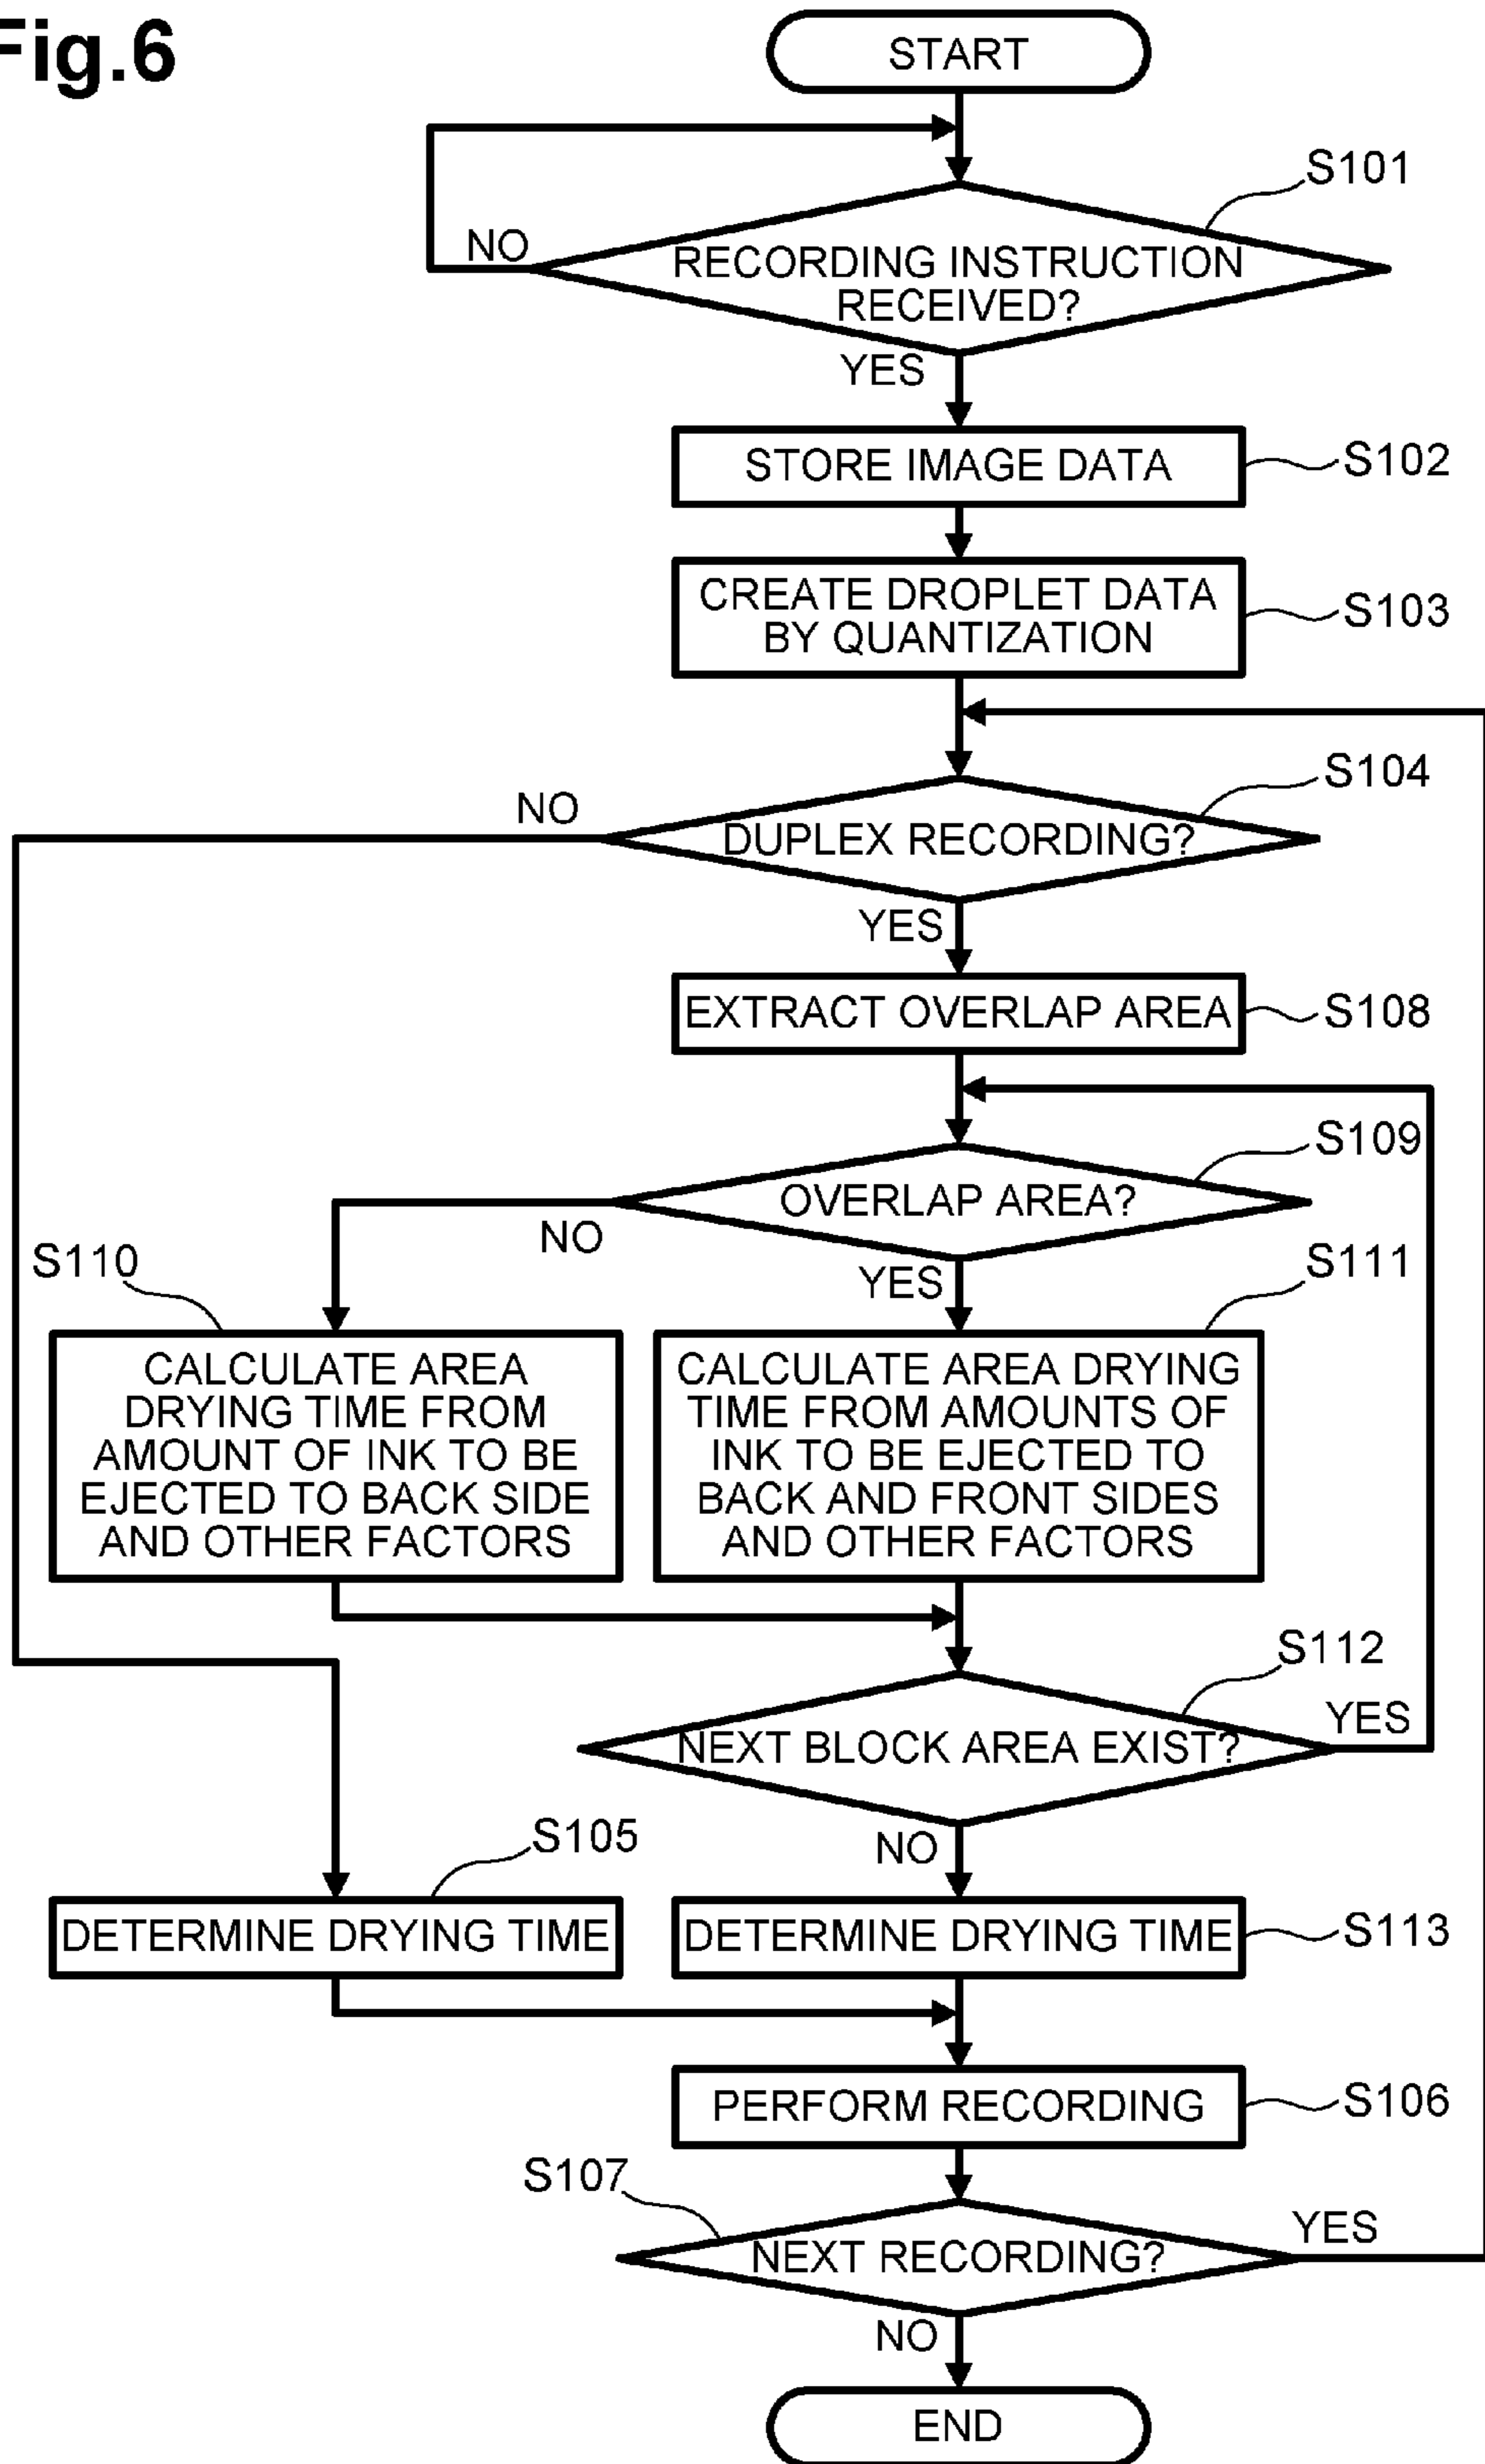 Fig.6
START
S101
NO
RECORDING INSTRUCTION
RECEIVED?
YES
STORE IMAGE DATA
S102
CREATE DROPLET DATA
BY QUANTIZATION
S103
S104
NO
DUPLEX RECORDING?
YES
EXTRACT OVERLAP AREA
S108
S109
OVERLAP AREA?
NO
YES
S110
S111
CALCULATE AREA
DRYING TIME FROM
AMOUNT OF INK TO BE
EJECTED TO BACK SIDE
AND OTHER FACTORS
CALCULATE AREA DRYING
TIME FROM AMOUNTS OF
INK TO BE EJECTED TO
BACK AND FRONT SIDES
AND OTHER FACTORS
S112
YES
NEXT BLOCK AREA EXIST?
NO
S105
DETERMINE DRYING TIME
DETERMINE DRYING TIME
S113
PERFORM RECORDING
S106
S107
YES
NEXT RECORDING?
NO
END